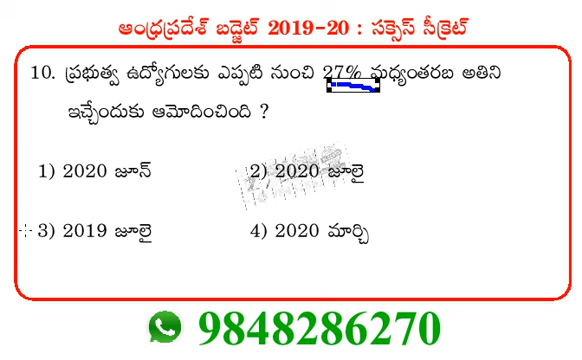 ఆంధ్రప్రదేశ్ బడ్జెట్ 2019-20 : సక్సెస్ సీక్రెట్
10. ప్రభుత్వ ఉద్యోగులకు ఎప్పటి నుంచి 27% మధ్యంతరబ అతిని
ఇచ్చేందుకు ఆమోదించింది ?
1) 2020 జూన్
2) 2020 జూలై
3) 2019 జూలై
4) 2020 మార్చి
9848286270